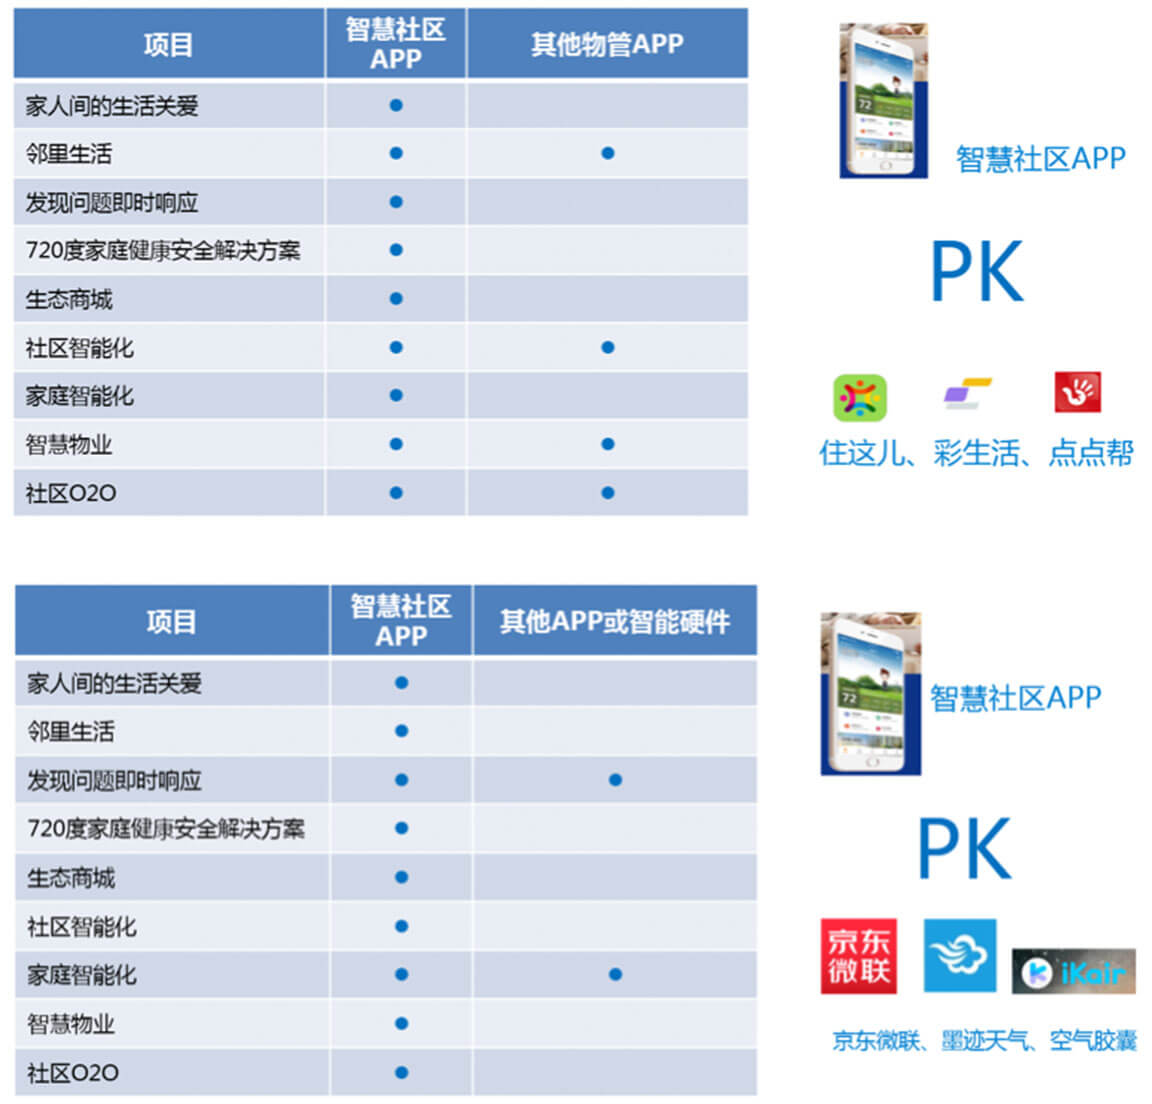 项目
智慧社区
APP
其他物管APP
家人间的生活关爱
邻里生活
发现问题即时响应
720度家庭健康安全解决方案
生态商城
社区智能化
家庭智能化
智慧物业
社区O2O
72
智慧社区APP
PK
住这儿、彩生活、点点帮
项目
智慧社区
APP
其他APP或智能硬件
家人间的生活关爱
邻里生活
发现问题即时响应
720度家庭健康安全解决方案
生态商城
社区智能化
家庭智能化
智慧物业
社区O2O
72
智慧社区APP
PK
京东
微联
iKair
京东微联、墨迹天气、空气胶囊